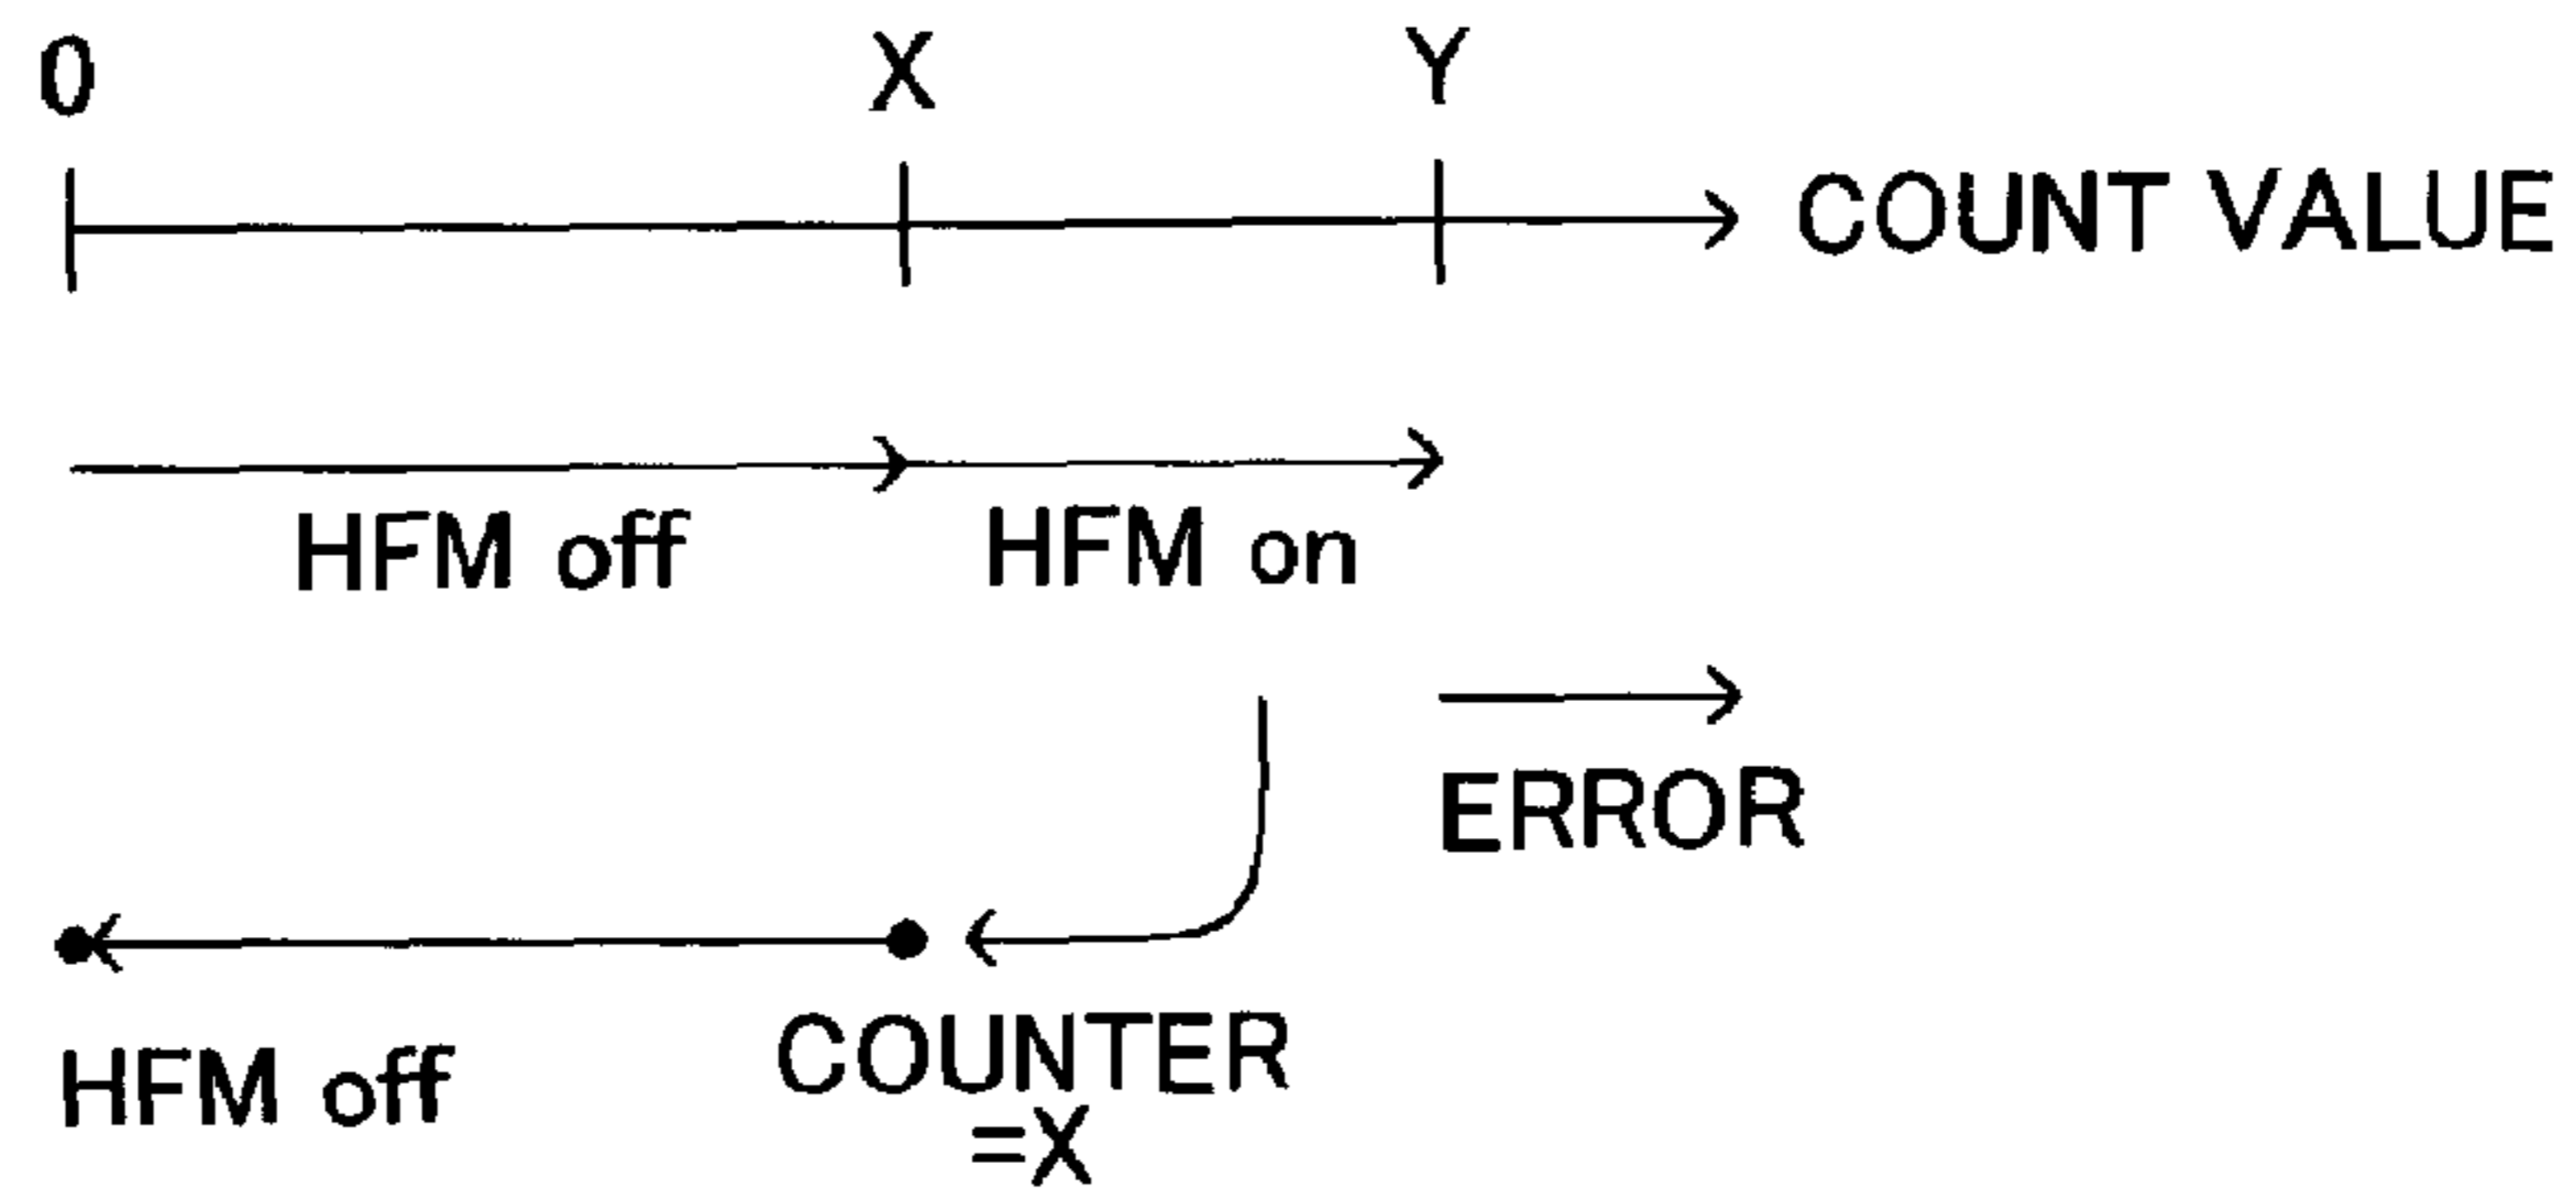 0 X Y
COUNT VALUE
HFM off HFM on
ERROR
HFM off COUNTER
=X